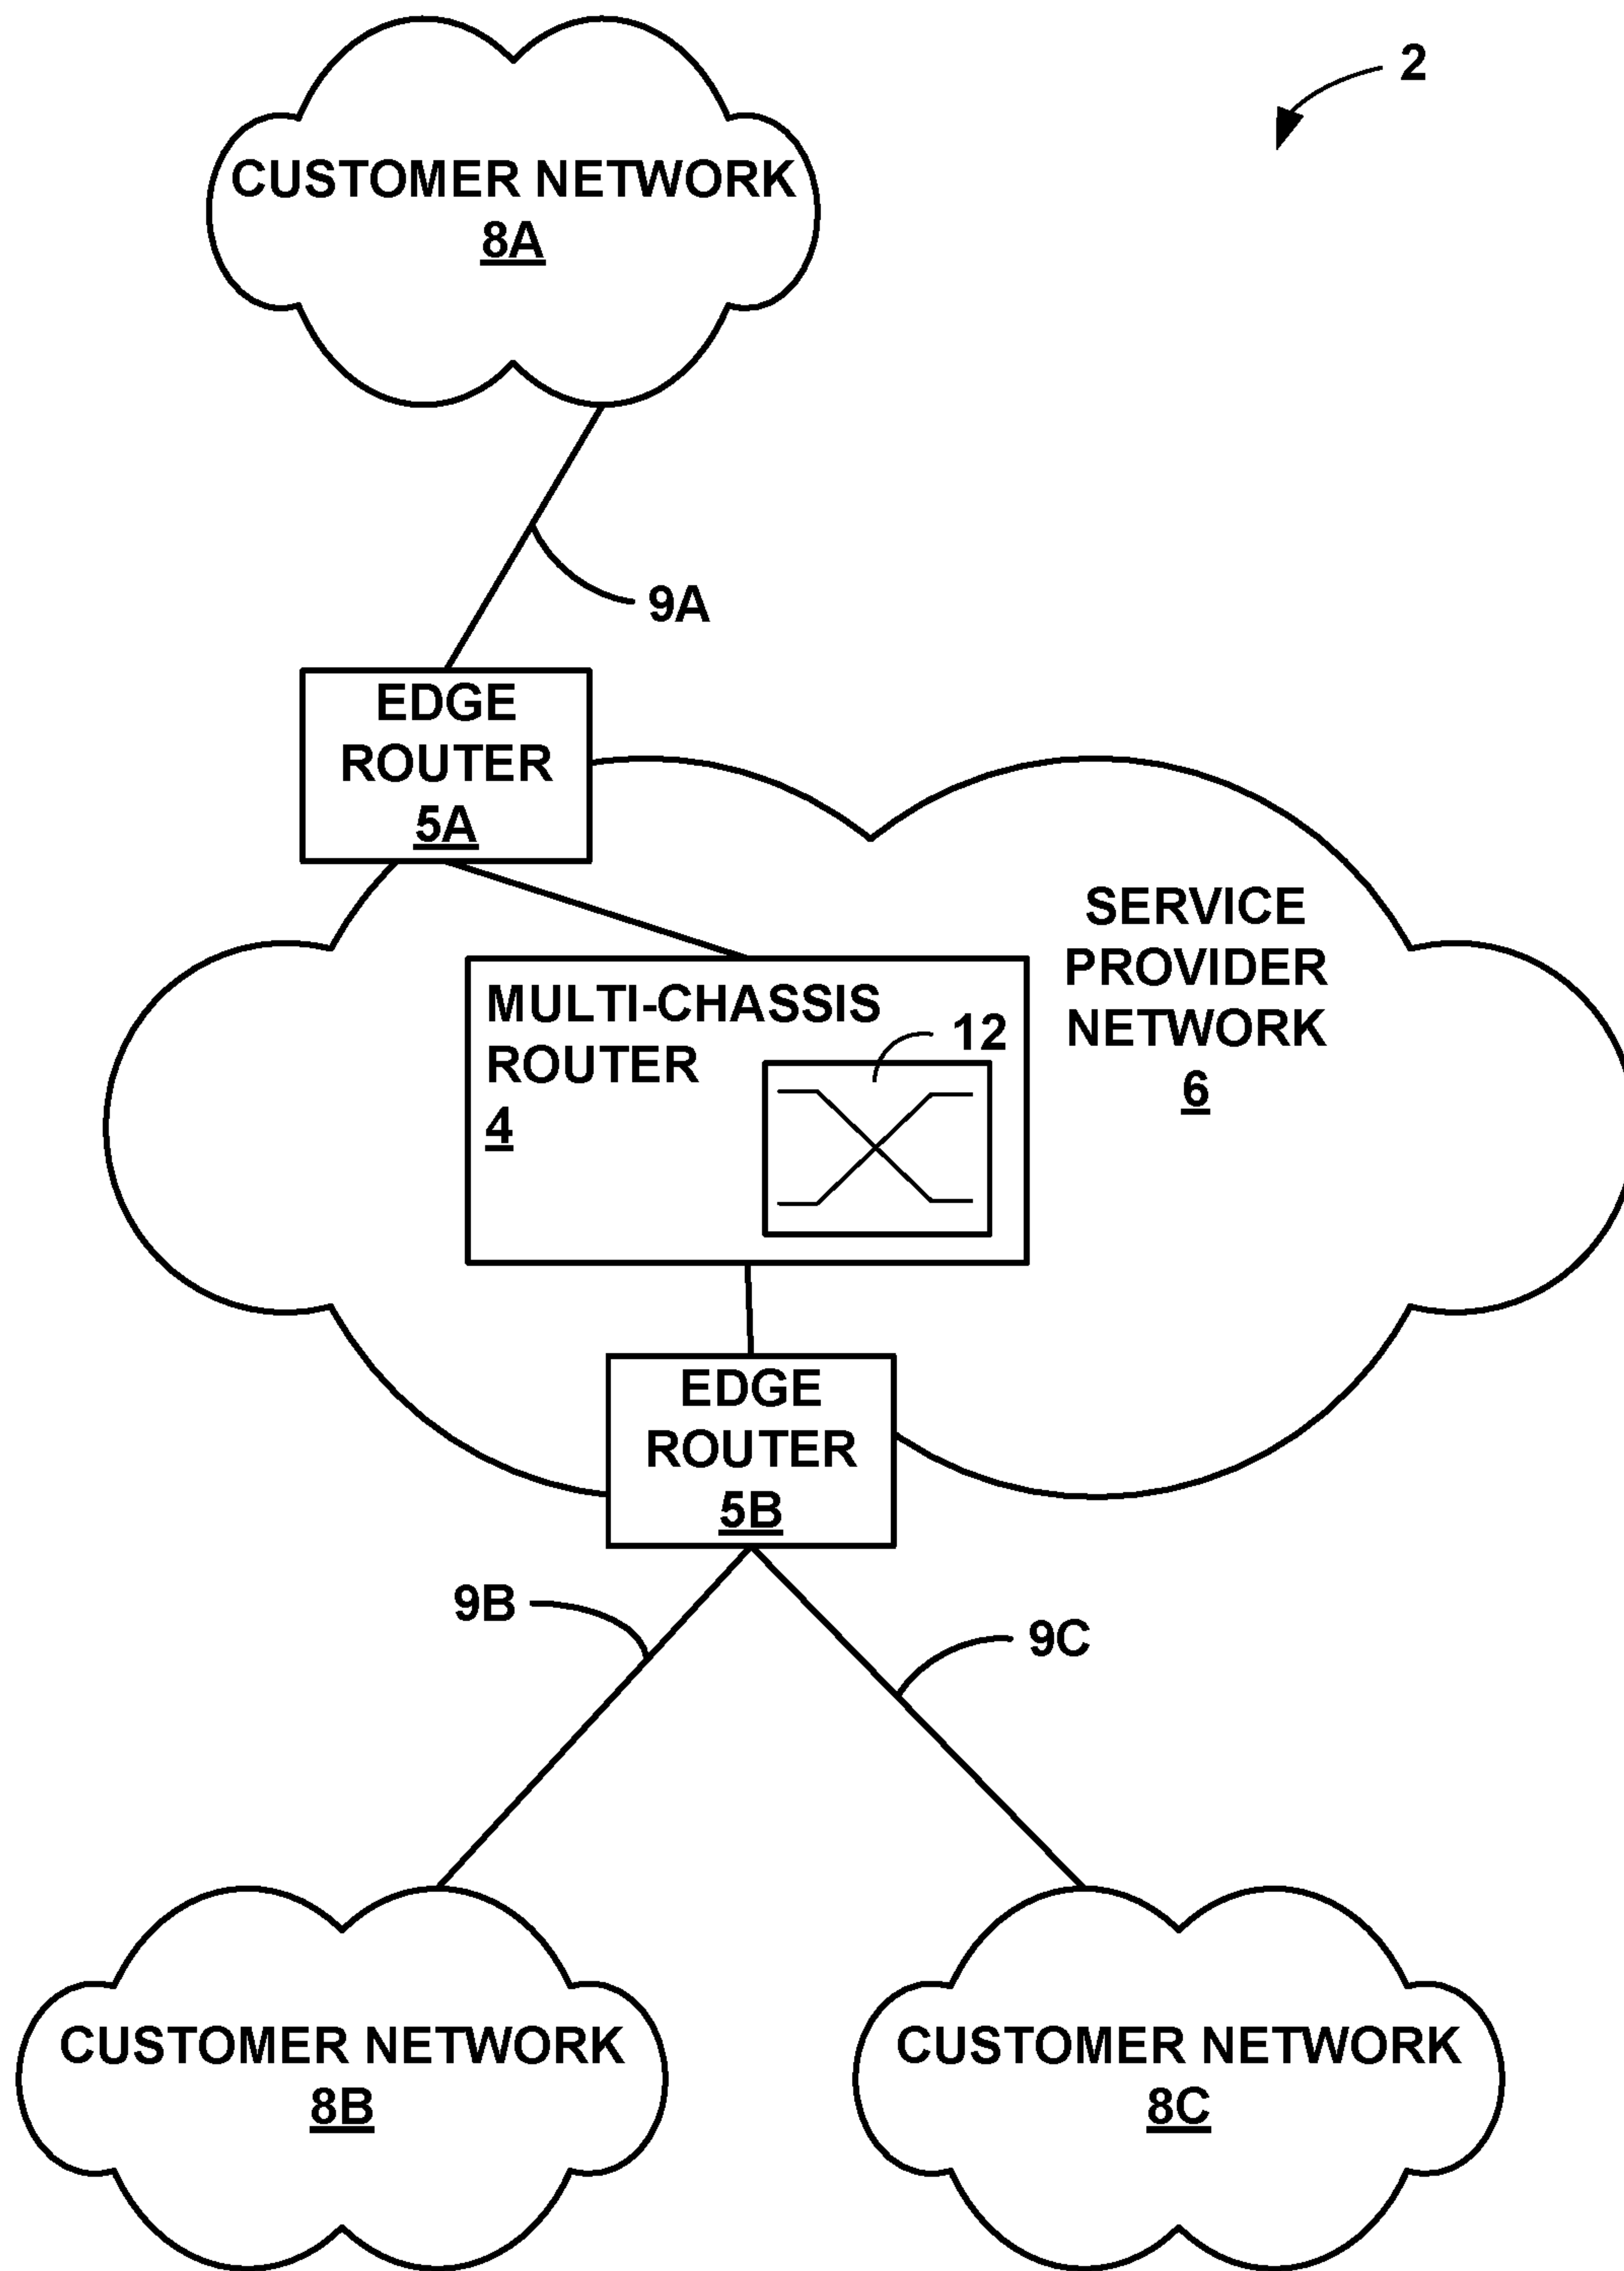 2
CUSTOMER NETWORK
8A
9A
EDGE
ROUTER
5A
SERVICE
PROVIDER
NETWORK
6
MULTI-CHASSIS
ROUTER
4
12
EDGE
ROUTER
5B
9B
9C
CUSTOMER NETWORK
8B
CUSTOMER NETWORK
8C